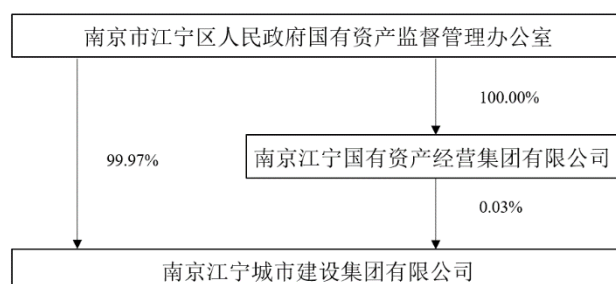 南京市江宁区人民政府国有资产监督管理办公室
100.00%
99.97%
南京江宁国有资产经营集团有限公司
0.03%
南京江宁城市建设集团有限公司